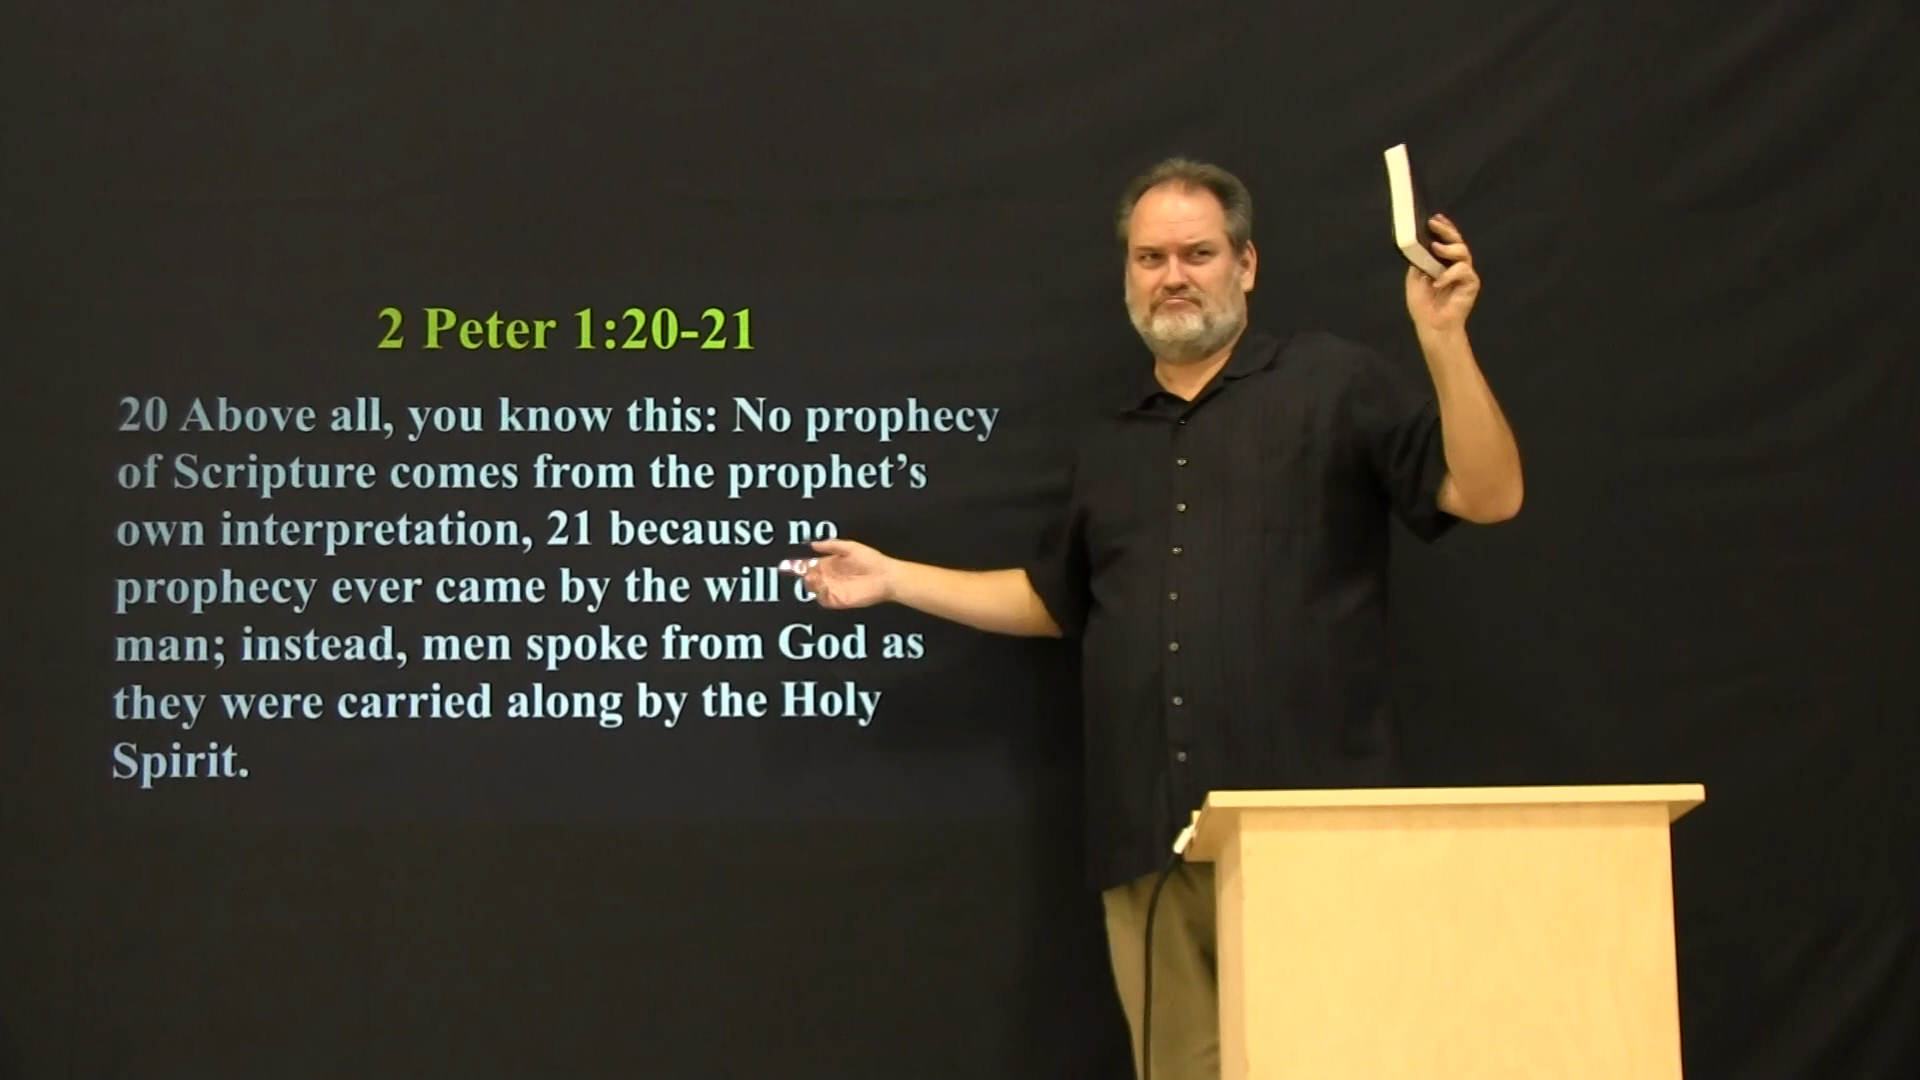 2 Peter 1:20-21
20 Above all, you know this: No prophecy
of Scripture comes from the prophet’s
own interpretation, 21 because no
prophecy ever came by the will
man; instead, men spoke from God as
they were carried along by the Holy
Spirit.